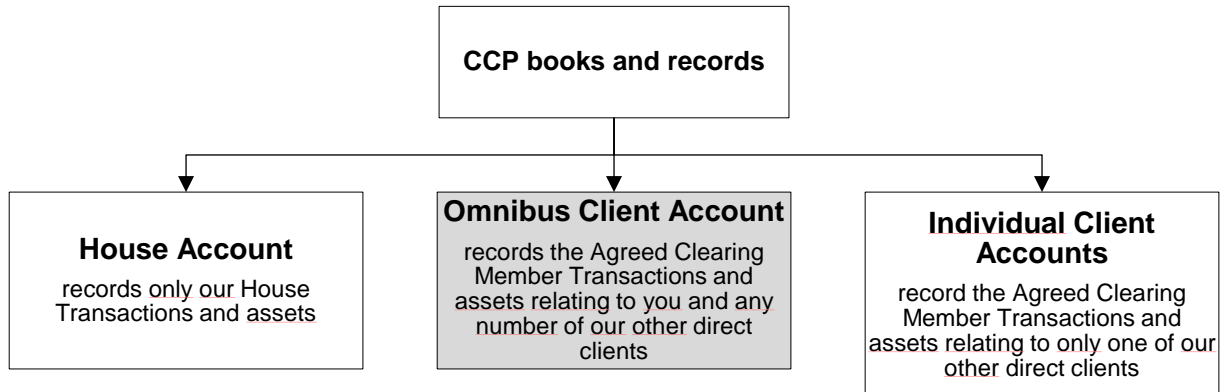 CCP books and records
House Account
records only our House
Transactions and assets
Omnibus Client Account
records the Agreed Clearing
Member Transactions and
assets relating to you and any
number of our other direct
clients
Individual Client
Accounts
record the Agreed Clearing
Member Transactions and
assets relating to only one of our
other direct clients